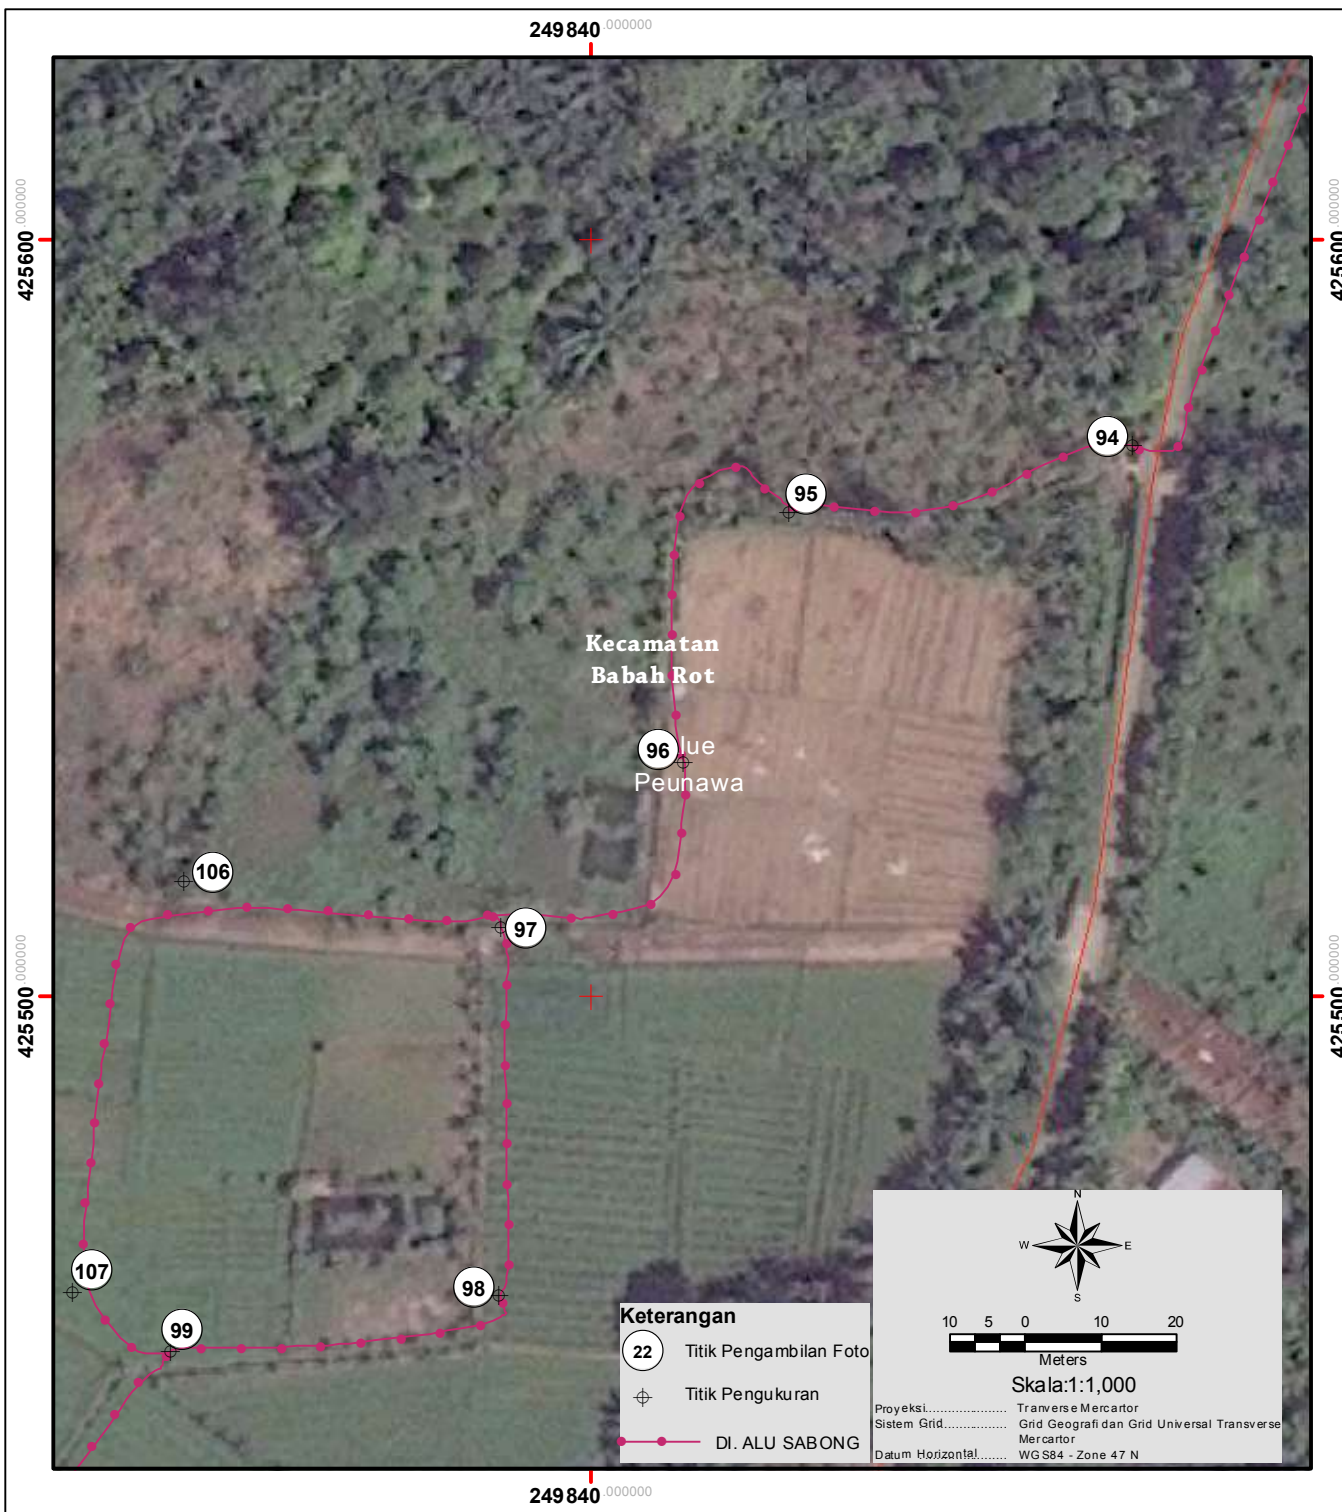 249840.000000
425600.000000
425600.000000
94
95
Kecamatan
Babah Rot
96 lue
Peunawa
106
97
425500.000000
425500.000000
107
98
99
Keterangan
22 Titik Pengambilan Foto
Titik Pengukuran
DI. ALU SABONG
N
W E
S
10 5 0 10 20
Meters
Skala:1:1,000
Proyeksi..................... Tranverse Mercartor
Sistem Grid................ Grid Geografi dan Grid Universal Transverse
Mercartor
Datum Horizontal....... WGS84 - Zone 47 N
249840.000000